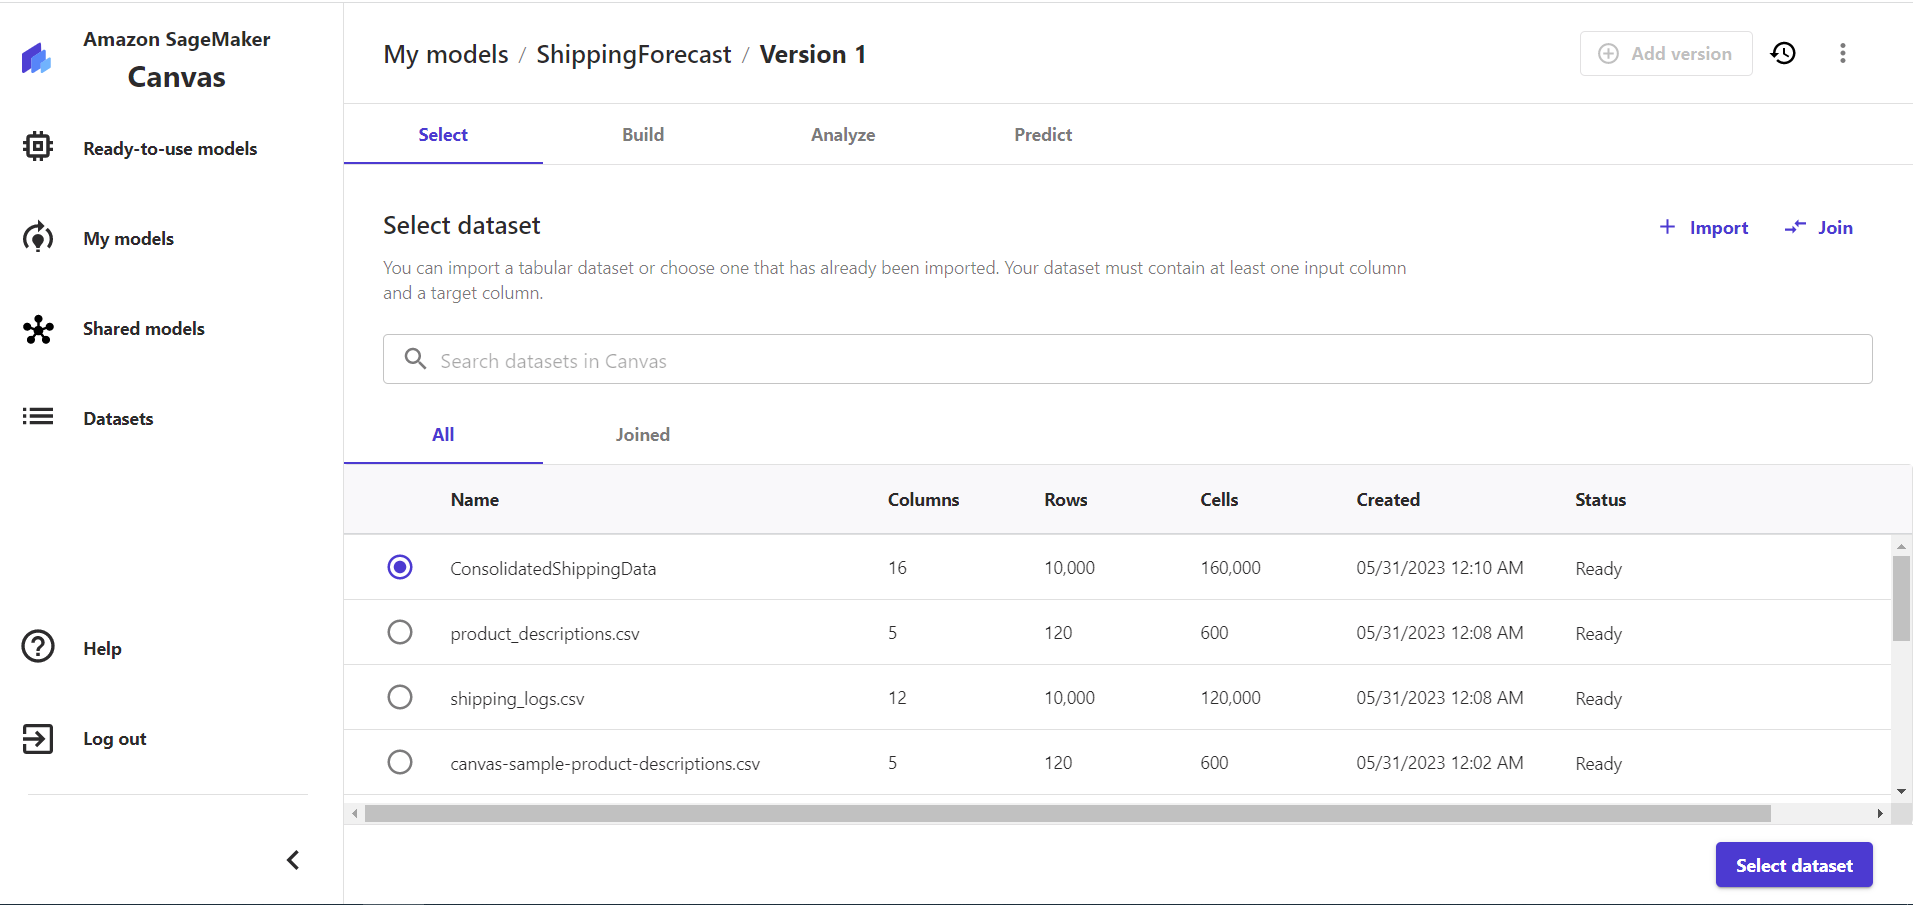 Amazon SageMaker
Canvas
Ready-to-use models
My models
Shared models
Datasets
Help
Log out
My models / ShippingForecast / Version 1
Add version
Select Build Analyze Predict
Select dataset
Import Join
You can import a tabular dataset or choose one that has already been imported. Your dataset must contain at least one input column
and a target column.
Search datasets in Canvas
All Joined
Name Columns Rows Cells Created Status
ConsolidatedShippingData 16 10,000 160,000 05/31/2023 12:10 AM Ready
product_descriptions.csv 5 120 600 05/31/2023 12:08 AM Ready
shipping_logs.csv 12 10,000 120,000 05/31/2023 12:08 AM Ready
canvas-sample-product-descriptions.csv 5 120 600 05/31/2023 12:02 AM Ready
Select dataset